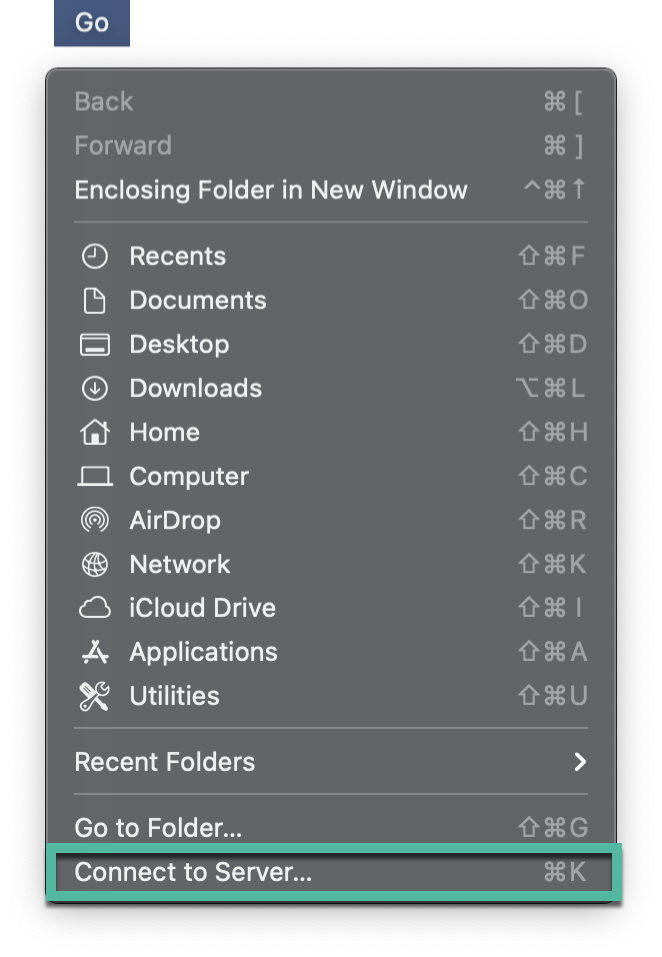 Go
Back ⌘ [
Forward ⌘ ]
Enclosing Folder in New Window ^⌘↑
Recents ⇧⌘F
Documents ⇧⌘O
Desktop ⇧⌘D
Downloads ⌥⌘L
Home ⇧⌘H
Computer ⇧⌘C
AirDrop ⇧⌘R
Network ⇧⌘K
iCloud Drive ⇧⌘I
Applications ⇧⌘A
Utilities ⇧⌘U
Recent Folders >
Go to Folder... ⇧⌘G
Connect to Server... ⌘K